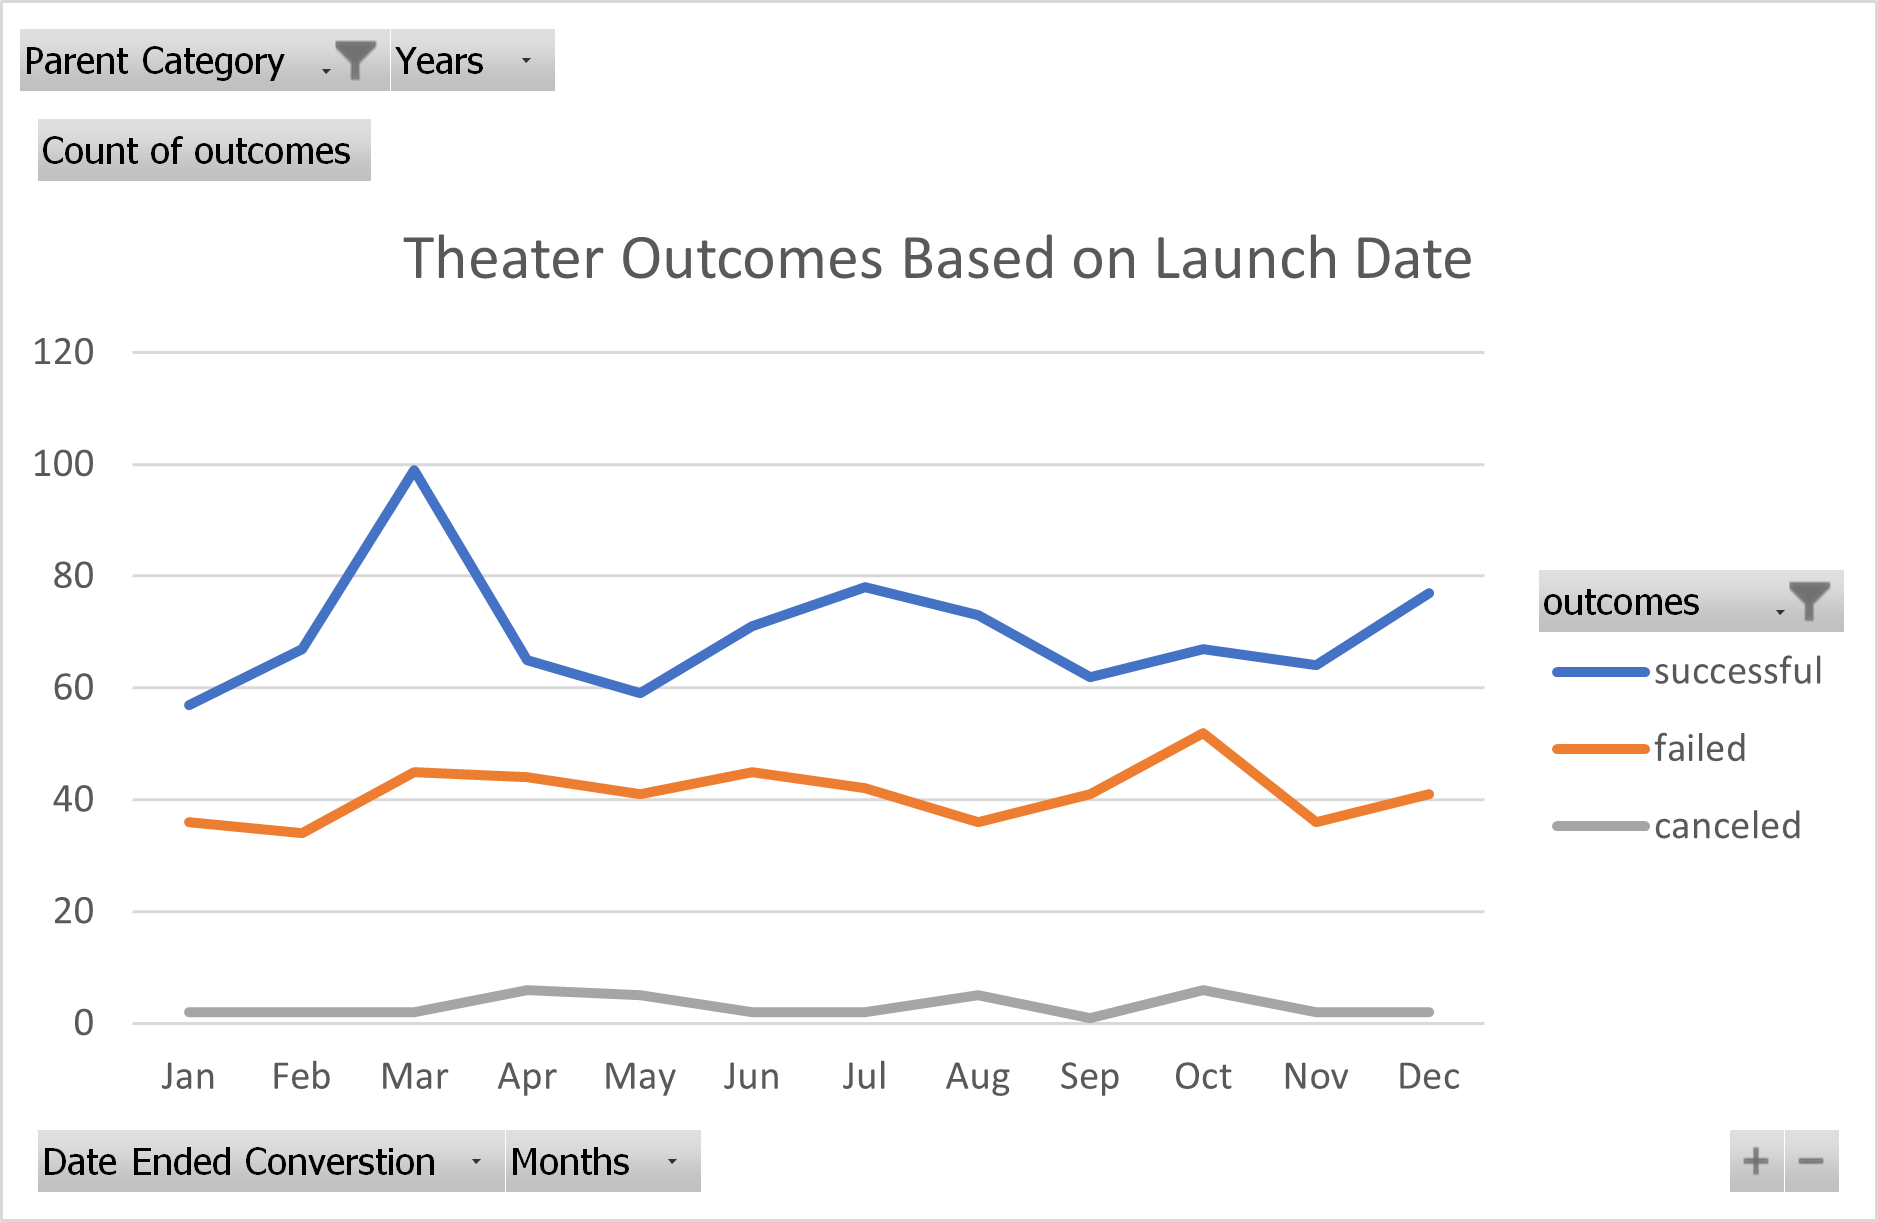 Parent Category Years
Count of outcomes
Theater Outcomes Based on Launch Date
120
100
80
60
40
20
0
Jan Feb Mar Apr May Jun Jul Aug Sep Oct Nov Dec
outcomes
successful
failed
canceled
Date Ended Converstion Months
+ −